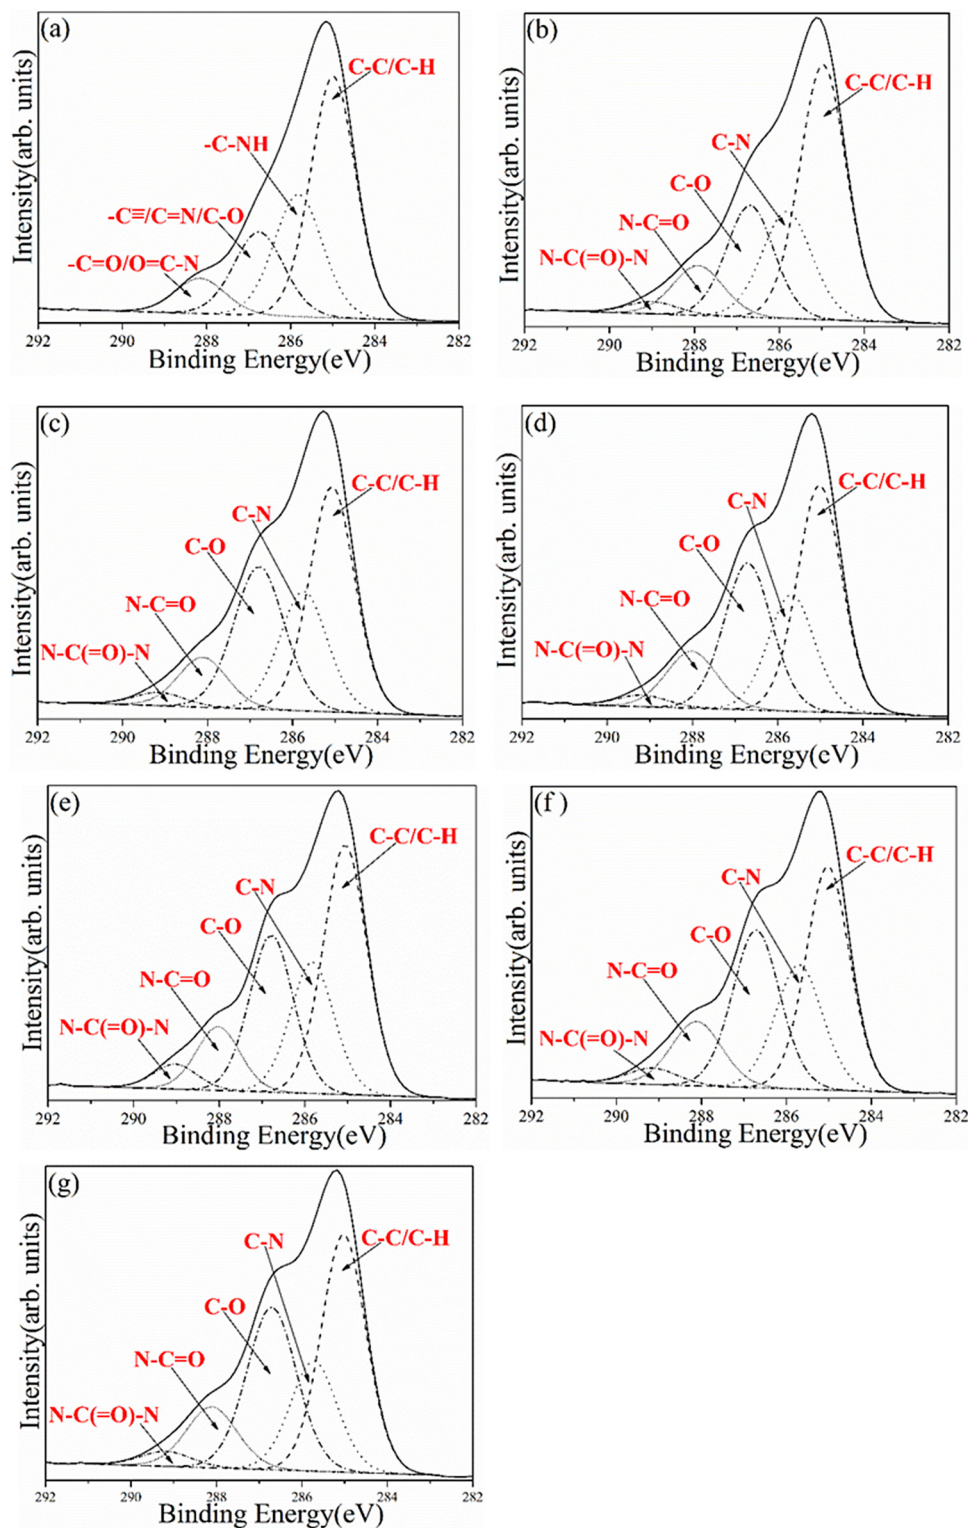 (a)
C-C/C-H
-C-NH
-C≡/C=N/C-O
-C=O/O=C-N
Intensity(arb. units)
292 290 288 286 284 282
Binding Energy(eV)
(b)
C-C/C-H
C-N
C-O
N-C=O
N-C(=O)-N
Intensity(arb. units)
292 290 288 286 284 282
Binding Energy(eV)
(c)
C-C/C-H
C-N
C-O
N-C=O
N-C(=O)-N
Intensity(arb. units)
292 290 288 286 284 282
Binding Energy(eV)
(d)
C-C/C-H
C-N
C-O
N-C=O
N-C(=O)-N
Intensity(arb. units)
292 290 288 286 284 282
Binding Energy(eV)
(e)
C-C/C-H
C-N
C-O
N-C=O
N-C(=O)-N
Intensity(arb. units)
292 290 288 286 284 282
Binding Energy(eV)
(f )
C-C/C-H
C-N
C-O
N-C=O
N-C(=O)-N
Intensity(arb. units)
292 290 288 286 284 282
Binding Energy(eV)
(g)
C-N
C-C/C-H
C-O
N-C=O
N-C(=O)-N
Intensity(arb. units)
292 290 288 286 284 282
Binding Energy(eV)